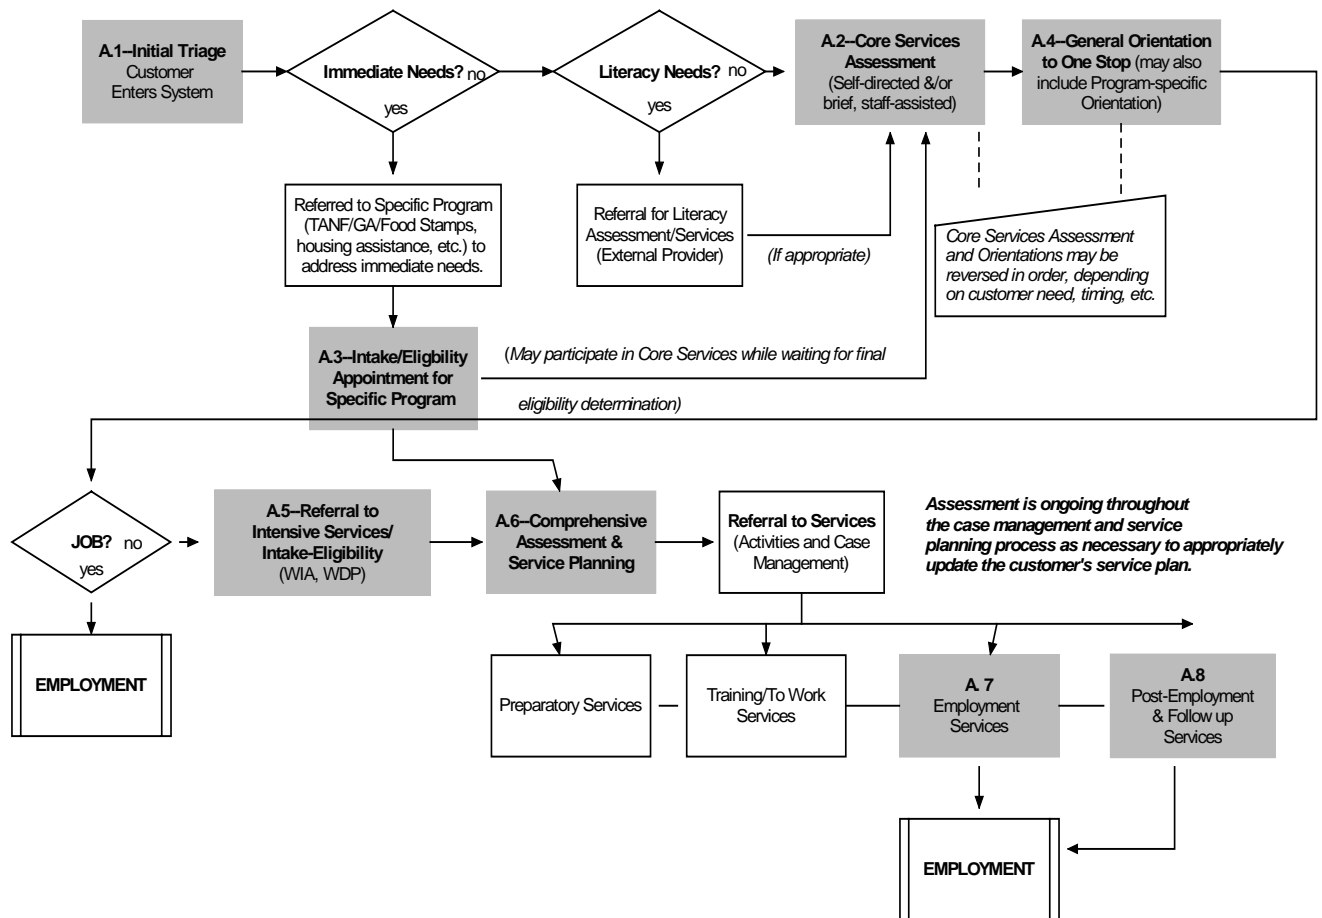 A.1--Initial Triage
Customer
Enters System
Immediate Needs? no
yes
Literacy Needs? no
yes
A.2--Core Services
Assessment
(Self-directed &/or
brief, staff-assisted)
A.4--General Orientation
to One Stop (may also
include Program-specific
Orientation)
Referred to Specific Program
(TANF/GA/Food Stamps,
housing assistance, etc.) to
address immediate needs.
Referral for Literacy
Assessment/Services
(External Provider)
(If appropriate)
Core Services Assessment
and Orientations may be
reversed in order, depending
on customer need, timing, etc.
A.3--Intake/Eligbility
Appointment for
Specific Program
(May participate in Core Services while waiting for final
eligibility determination)
JOB? no
yes
A.5--Referral to
Intensive Services/
Intake-Eligibility
(WIA, WDP)
A.6--Comprehensive
Assessment &
Service Planning
Referral to Services
(Activities and Case
Management)
Assessment is ongoing throughout
the case management and service
planning process as necessary to appropriately
update the customer's service plan.
EMPLOYMENT
Preparatory Services
Training/To Work
Services
A. 7
Employment
Services
A.8
Post-Employment
& Follow up
Services
EMPLOYMENT